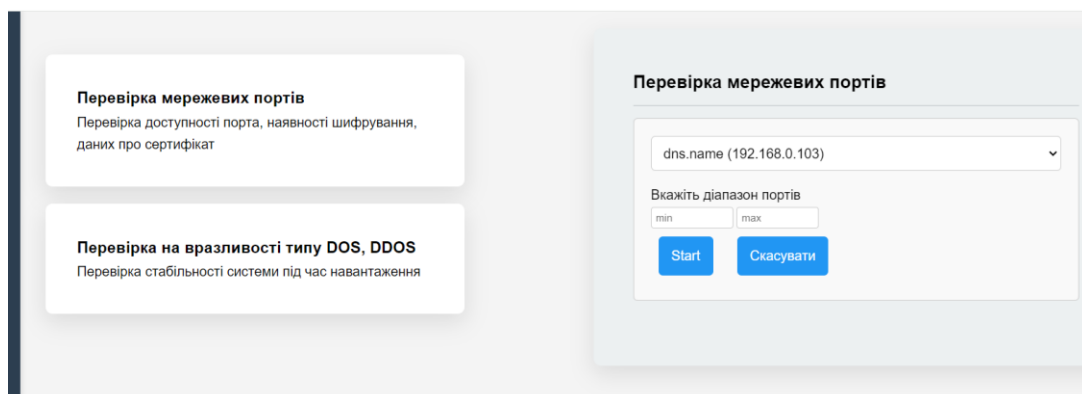 Перевірка мережевих портів
Перевірка доступності порта, наявності шифрування,
даних про сертифікат
Перевірка на вразливості типу DOS, DDOS
Перевірка стабільності системи під час навантаження
Перевірка мережевих портів
dns.name (192.168.0.103)
Вкажіть діапазон портів
min max
Start Скасувати